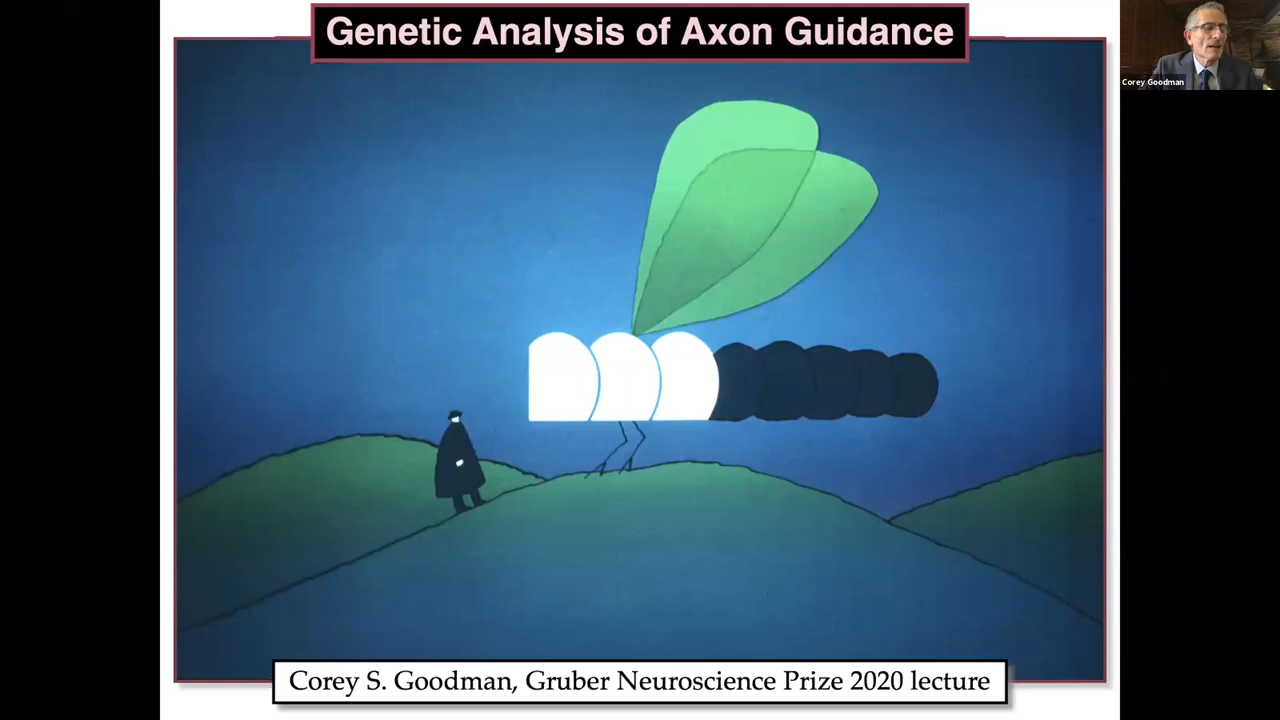 Genetic Analysis of Axon Guidance
Corey Goodman
Corey S. Goodman, Gruber Neuroscience Prize 2020 lecture